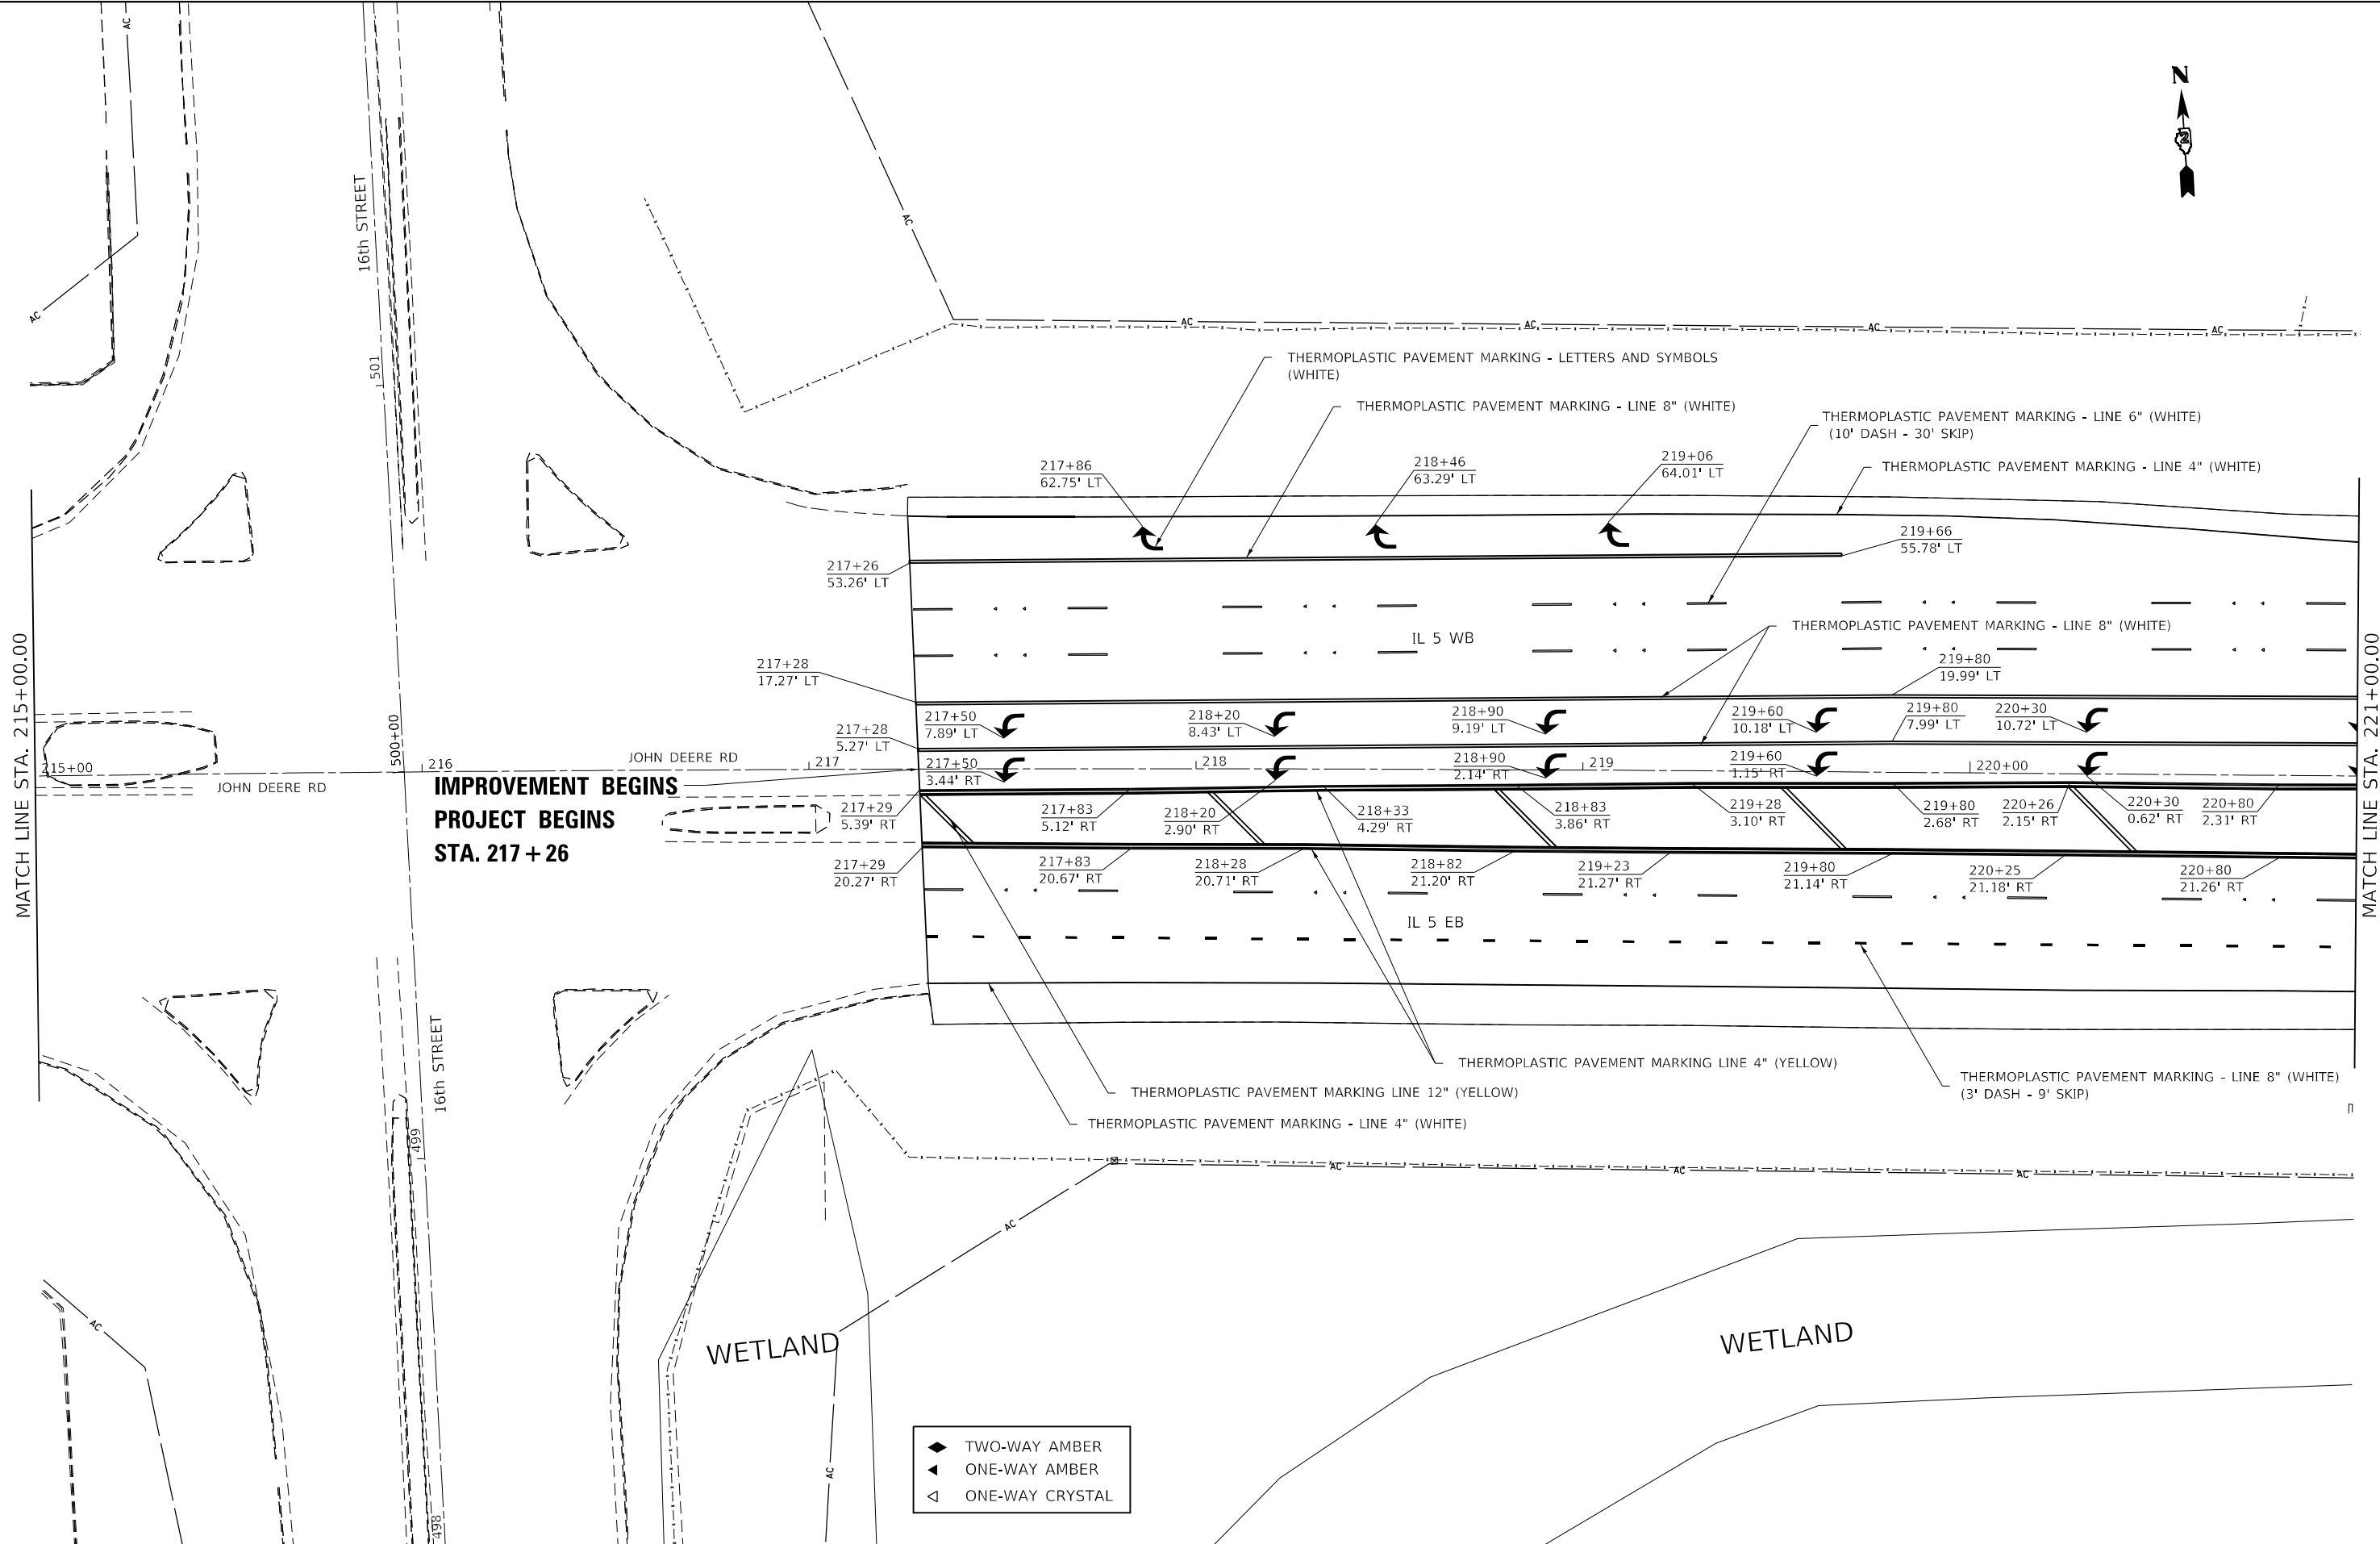 AC
N
16th STREET
AC
AC
AC
AC
AC
AC
501
THERMOPLASTIC PAVEMENT MARKING - LETTERS AND SYMBOLS
(WHITE)
THERMOPLASTIC PAVEMENT MARKING - LINE 8" (WHITE)
THERMOPLASTIC PAVEMENT MARKING - LINE 6" (WHITE)
(10' DASH - 30' SKIP)
THERMOPLASTIC PAVEMENT MARKING - LINE 4" (WHITE)
217+86
62.75' LT
218+46
63.29' LT
219+06
64.01' LT
219+66
55.78' LT
217+26
53.26' LT
IL 5 WB
THERMOPLASTIC PAVEMENT MARKING - LINE 8" (WHITE)
217+28
17.27' LT
219+80
19.99' LT
MATCH LINE STA. 215+00.00
MATCH LINE STA. 221+00.00
217+28
5.27' LT
217+50
7.89' LT
218+20
8.43' LT
218+90
9.19' LT
219+60
10.18' LT
219+80
7.99' LT
220+30
10.72' LT
500+00
215+00
216
217
218
219
220+00
JOHN DEERE RD
JOHN DEERE RD
217+50
3.44' RT
218+90
2.14' RT
219+60
1.15' RT
IMPROVEMENT BEGINS
PROJECT BEGINS
STA. 217+26
217+29
5.39' RT
217+83
5.12' RT
218+20
2.90' RT
218+33
4.29' RT
218+83
3.86' RT
219+28
3.10' RT
219+80
2.68' RT
220+26
2.15' RT
220+30
0.62' RT
220+80
2.31' RT
217+29
20.27' RT
217+83
20.67' RT
218+28
20.71' RT
218+82
21.20' RT
219+23
21.27' RT
219+80
21.14' RT
220+25
21.18' RT
220+80
21.26' RT
IL 5 EB
16th STREET
THERMOPLASTIC PAVEMENT MARKING LINE 4" (YELLOW)
THERMOPLASTIC PAVEMENT MARKING LINE 12" (YELLOW)
THERMOPLASTIC PAVEMENT MARKING - LINE 4" (WHITE)
THERMOPLASTIC PAVEMENT MARKING - LINE 8" (WHITE)
(3' DASH - 9' SKIP)
499
AC
AC
AC
AC
AC
WETLAND
WETLAND
TWO-WAY AMBER
ONE-WAY AMBER
ONE-WAY CRYSTAL
AC
498